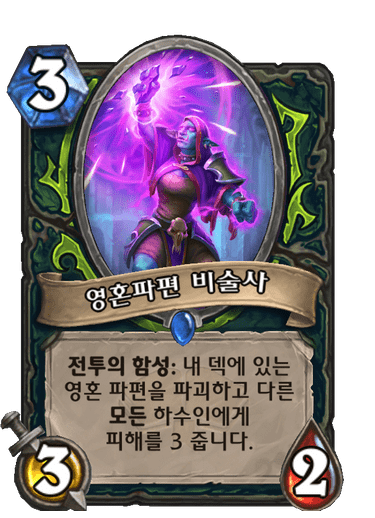 3
영혼파편 비술사
전투의 함성: 내 덱에 있는
영혼 파편을 파괴하고 다른
모든 하수인에게
피해를 3 줍니다.
3
2